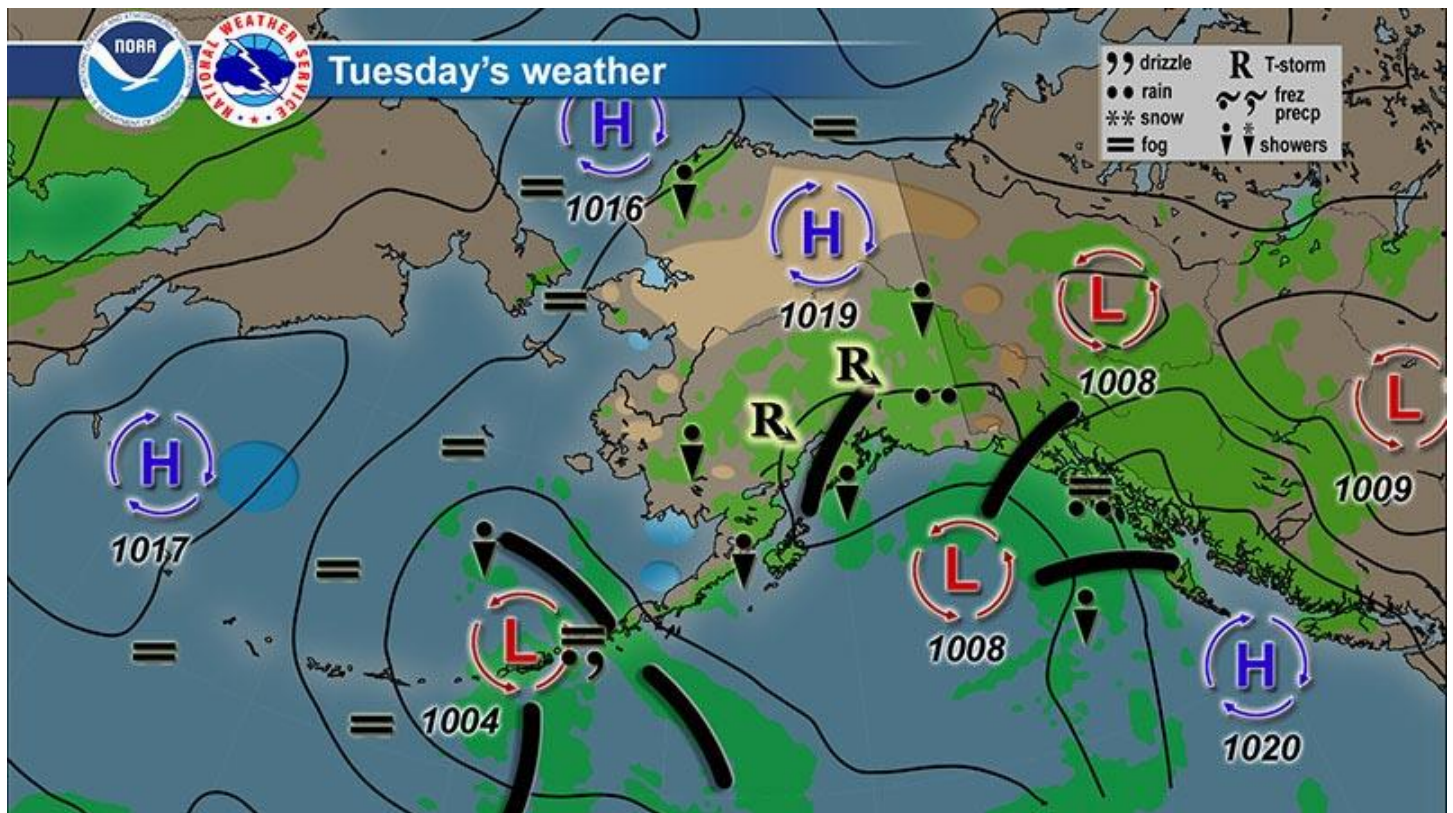 NOAA
NATIONAL WEATHER SERVICE
Tuesday's weather
drizzle
R T-storm
rain
frez
precp
snow
fog
showers
H
1016
H
1019
L
1008
R
R
L
1009
H
1017
L
1008
L
1004
H
1020